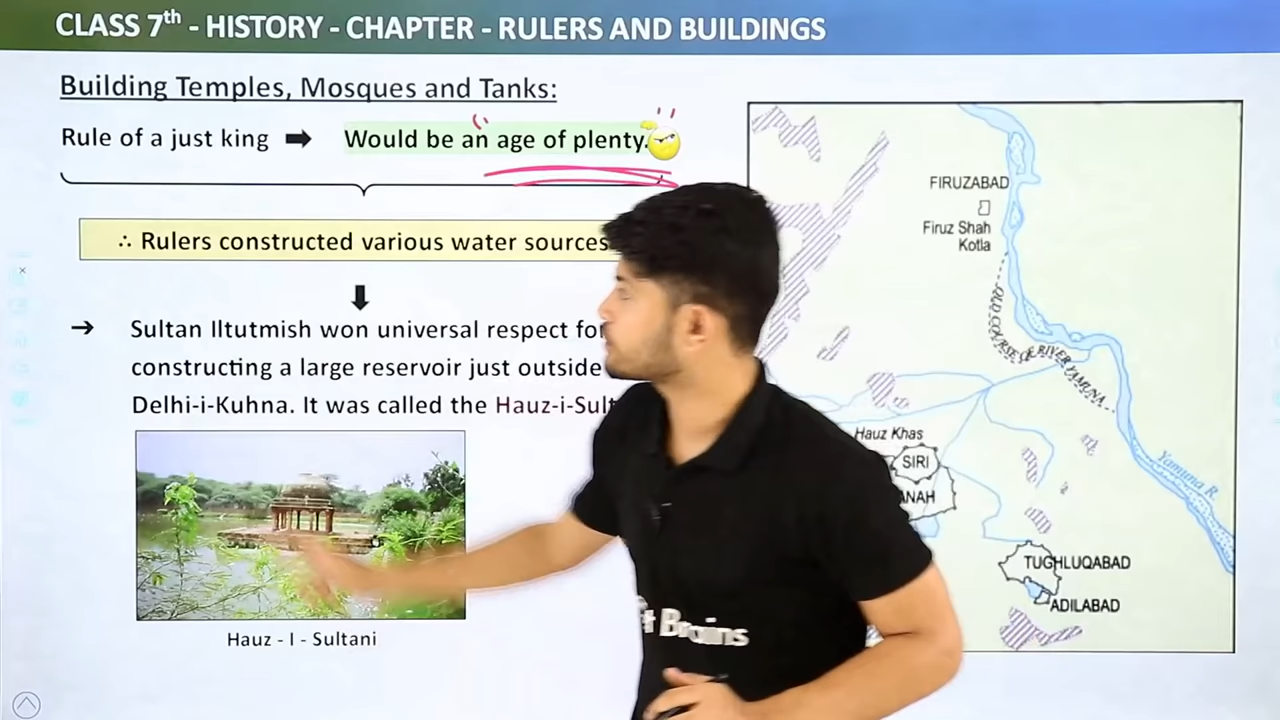 CLASS 7th - HISTORY - CHAPTER - RULERS AND BUILDINGS
Building Temples, Mosques and Tanks:
Rule of a just king ➡ Would be an age of plenty.
∴ Rulers constructed various water sources
→ Sultan Iltutmish won universal respect for
constructing a large reservoir just outside
Delhi-i-Kuhna. It was called the Hauz-i-Sult
Hauz - I - Sultani
FIRUZABAD
Firuz Shah
Kotla
OLD COURSE OF RIVER YAMUNA
Hauz Khas
SIRI
ANAH
Yamuna R.
TUGHLUQABAD
ADILABAD
t Brains